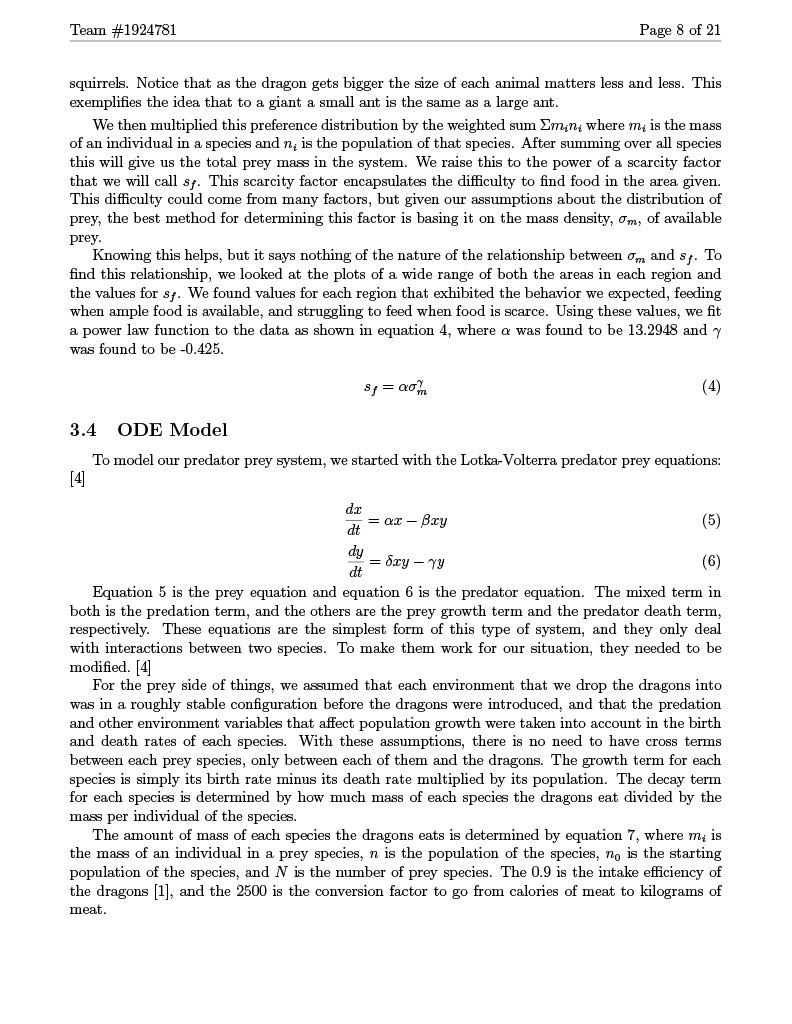 Team #1924781 Page 8 of 21
squirrels. Notice that as the dragon gets bigger the size of each animal matters less and less. This
exemplifies the idea that to a giant a small ant is the same as a large ant.
We then multiplied this preference distribution by the weighted sum Σmᵢnᵢ where mᵢ is the mass
of an individual in a species and nᵢ is the population of that species. After summing over all species
this will give us the total prey mass in the system. We raise this to the power of a scarcity factor
that we will call s_f. This scarcity factor encapsulates the difficulty to find food in the area given.
This difficulty could come from many factors, but given our assumptions about the distribution of
prey, the best method for determining this factor is basing it on the mass density, σ_m, of available
prey.
Knowing this helps, but it says nothing of the nature of the relationship between σ_m and s_f. To
find this relationship, we looked at the plots of a wide range of both the areas in each region and
the values for s_f. We found values for each region that exhibited the behavior we expected, feeding
when ample food is available, and struggling to feed when food is scarce. Using these values, we fit
a power law function to the data as shown in equation 4, where α was found to be 13.2948 and γ
was found to be -0.425.
s_f = ασ_m^γ (4)
3.4 ODE Model
To model our predator prey system, we started with the Lotka-Volterra predator prey equations:
[4]
dx/dt = αx − βxy (5)
dy/dt = δxy − γy (6)
Equation 5 is the prey equation and equation 6 is the predator equation. The mixed term in
both is the predation term, and the others are the prey growth term and the predator death term,
respectively. These equations are the simplest form of this type of system, and they only deal
with interactions between two species. To make them work for our situation, they needed to be
modified. [4]
For the prey side of things, we assumed that each environment that we drop the dragons into
was in a roughly stable configuration before the dragons were introduced, and that the predation
and other environment variables that affect population growth were taken into account in the birth
and death rates of each species. With these assumptions, there is no need to have cross terms
between each prey species, only between each of them and the dragons. The growth term for each
species is simply its birth rate minus its death rate multiplied by its population. The decay term
for each species is determined by how much mass of each species the dragons eat divided by the
mass per individual of the species.
The amount of mass of each species the dragons eats is determined by equation 7, where mᵢ is
the mass of an individual in a prey species, n is the population of the species, n₀ is the starting
population of the species, and N is the number of prey species. The 0.9 is the intake efficiency of
the dragons [1], and the 2500 is the conversion factor to go from calories of meat to kilograms of
meat.